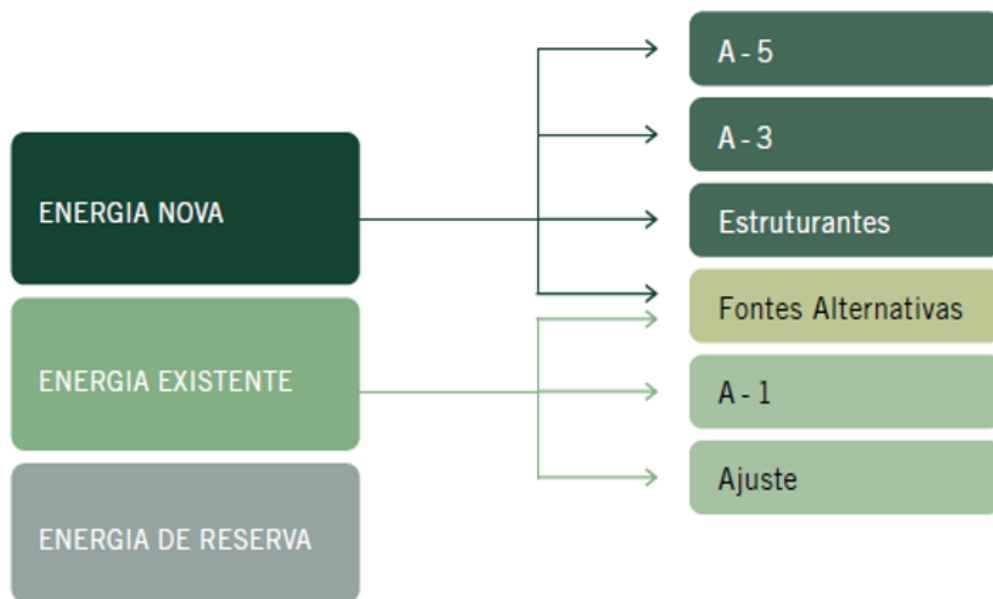 ENERGIA NOVA
ENERGIA EXISTENTE
ENERGIA DE RESERVA
A - 5
A - 3
Estruturantes
Fontes Alternativas
A - 1
Ajuste